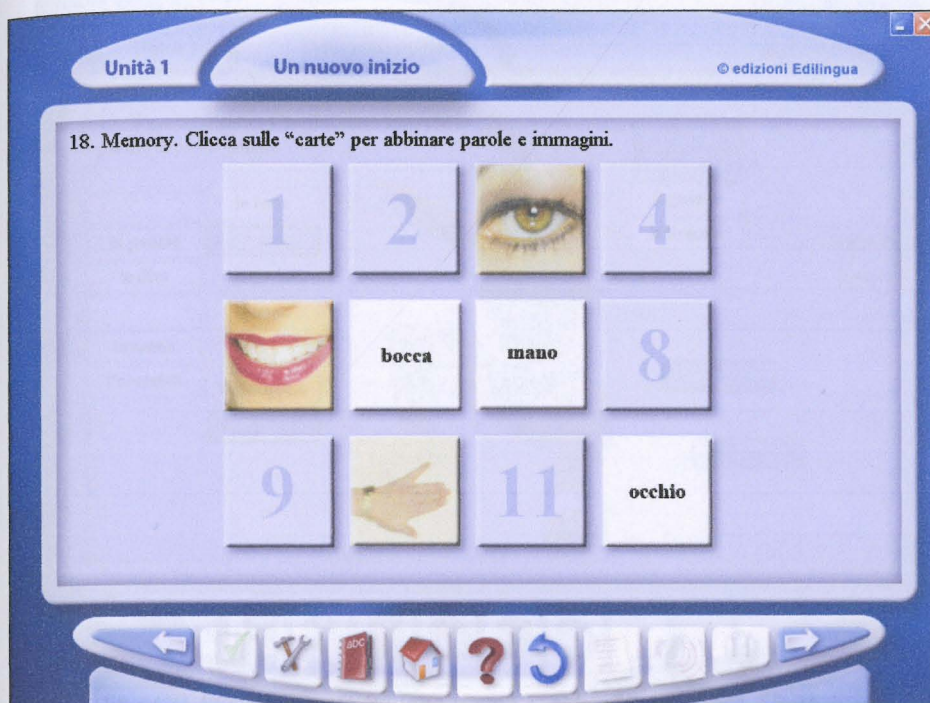 Unità 1
Un nuovo inizio
© edizioni Edilingua
18. Memory. Clicca sulle “carte” per abbinare parole e immagini.
1 2 4
bocca mano 8
9 11 occhio
abc